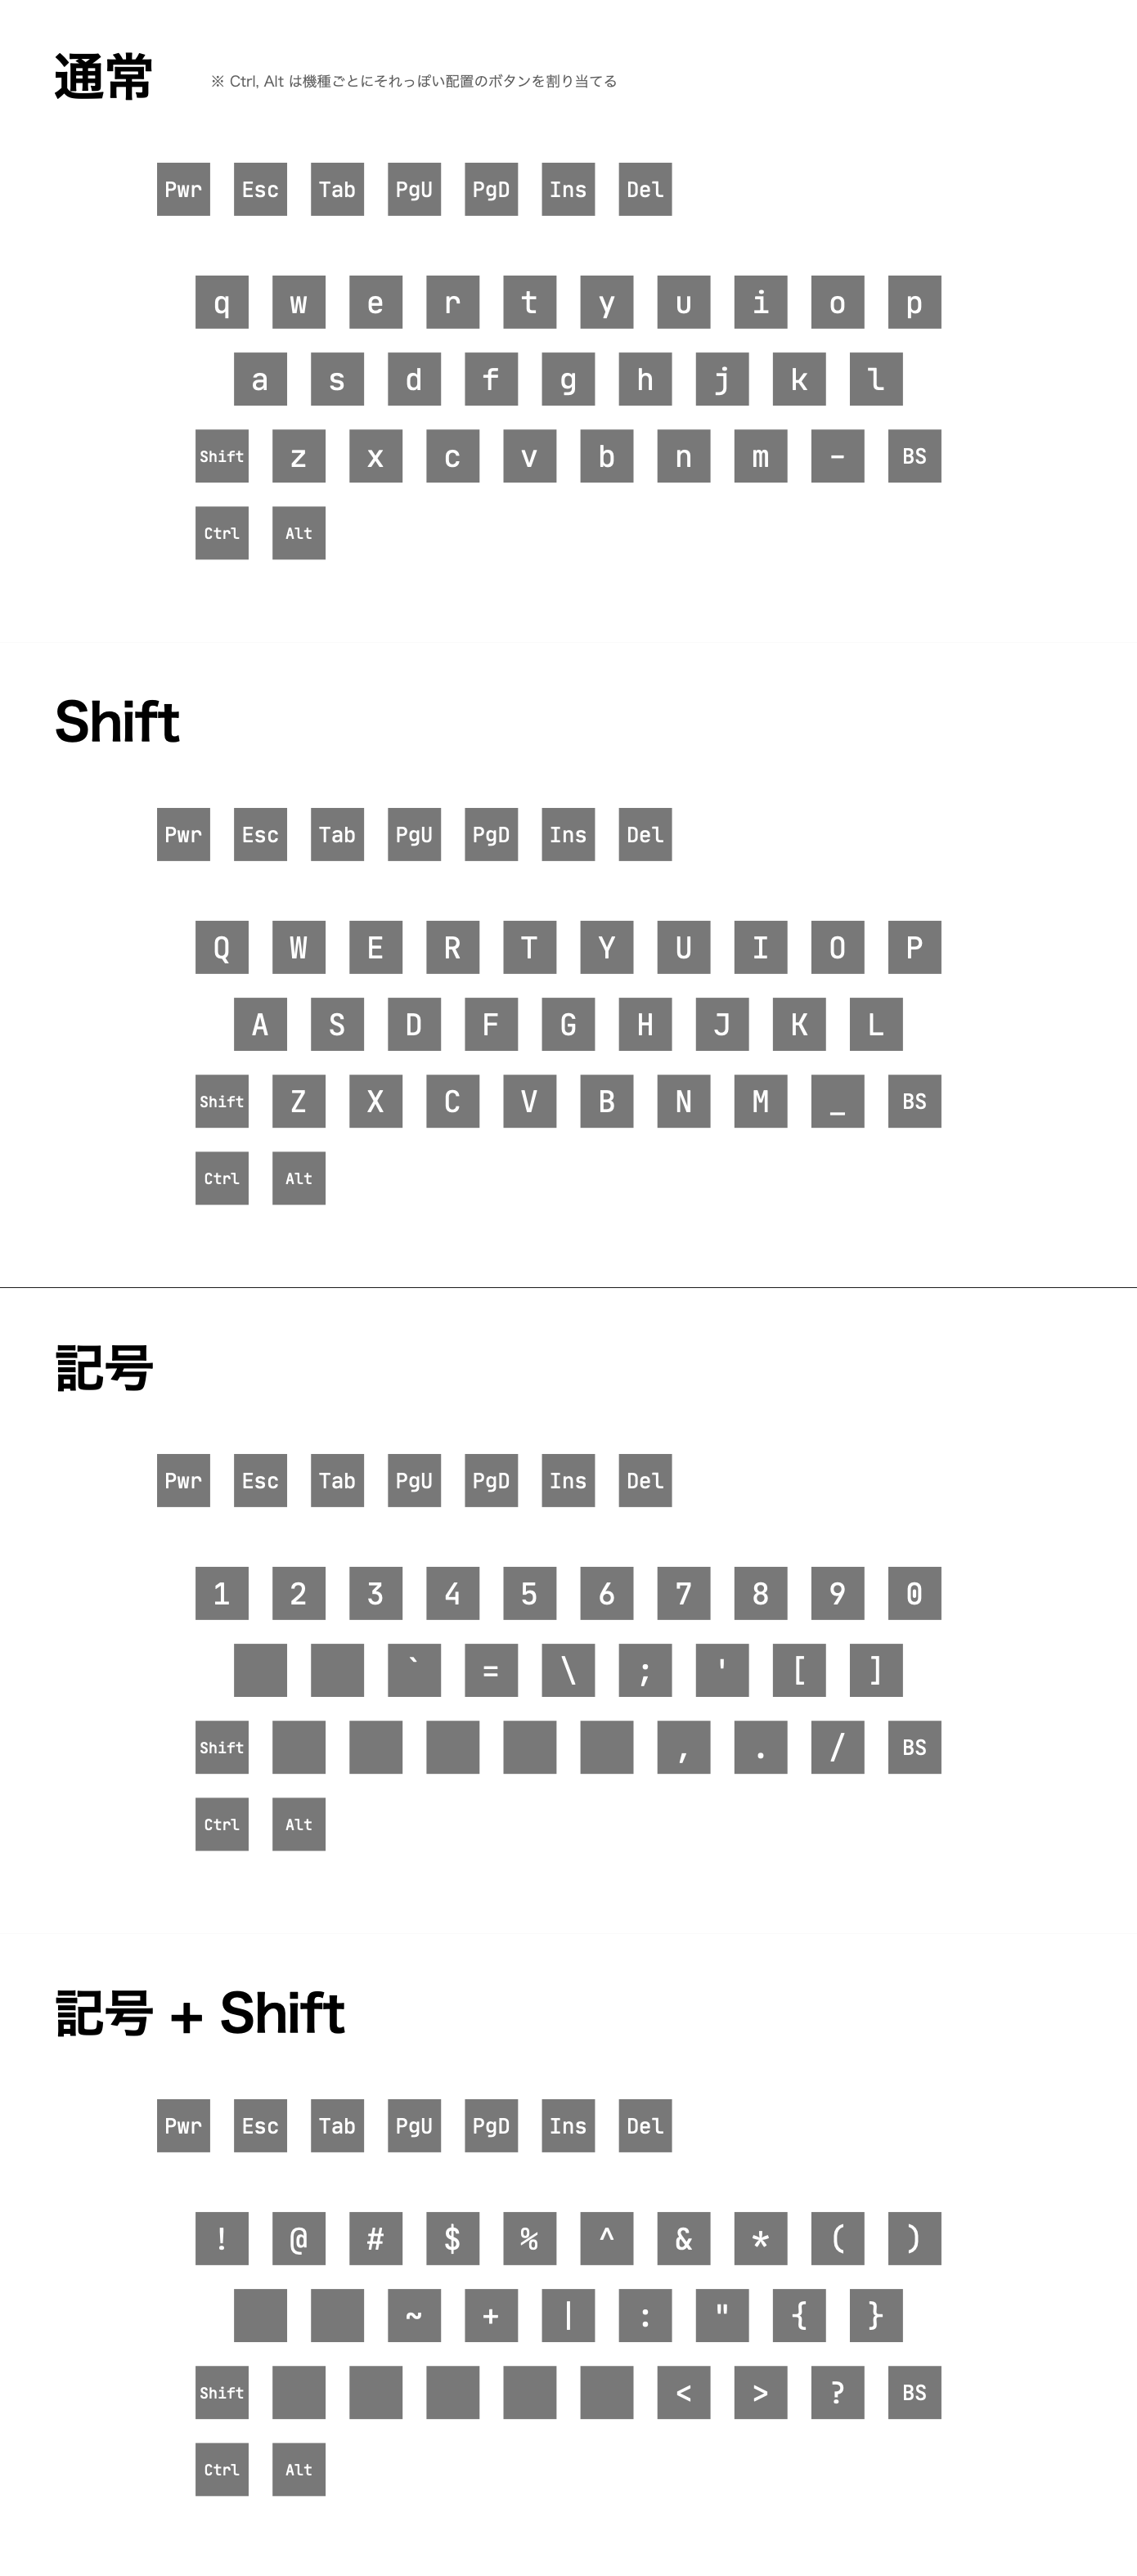 通常
※ Ctrl, Alt は機種ごとにそれっぽい配置のボタンを割り当てる
Pwr Esc Tab PgU PgD Ins Del
q w e r t y u i o p
a s d f g h j k l
Shift z x c v b n m - BS
Ctrl Alt
Shift
Pwr Esc Tab PgU PgD Ins Del
Q W E R T Y U I O P
A S D F G H J K L
Shift Z X C V B N M _ BS
Ctrl Alt
記号
Pwr Esc Tab PgU PgD Ins Del
1 2 3 4 5 6 7 8 9 0
` = \ ; ' [ ]
Shift , . / BS
Ctrl Alt
記号 + Shift
Pwr Esc Tab PgU PgD Ins Del
! @ # $ % ^ & * ( )
~ + | : " { }
Shift < > ? BS
Ctrl Alt